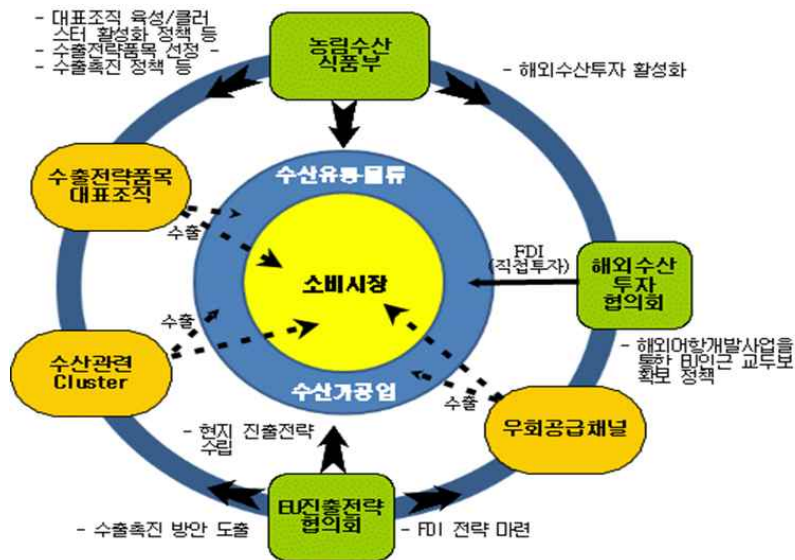 - 대표조직 육성/클러
스터 활성화 정책 등
- 수출전략품목 선정 -
- 수출촉진 정책 등
농림수산
식품부
- 해외수산투자 활성화
수산유통·물류
수출전략품목
대표조직
수출
소비시장
FDI
(직접투자)
해외수산
투자
협의회
수출
수산관련
Cluster
- 해외어항개발사업을
통한 EU인근 교두보
확보 정책
수산가공업
수출
우회공급채널
- 현지 진출전략
수립
EU진출전략
협의회
- 수출촉진 방안 도출
- FDI 전략 마련